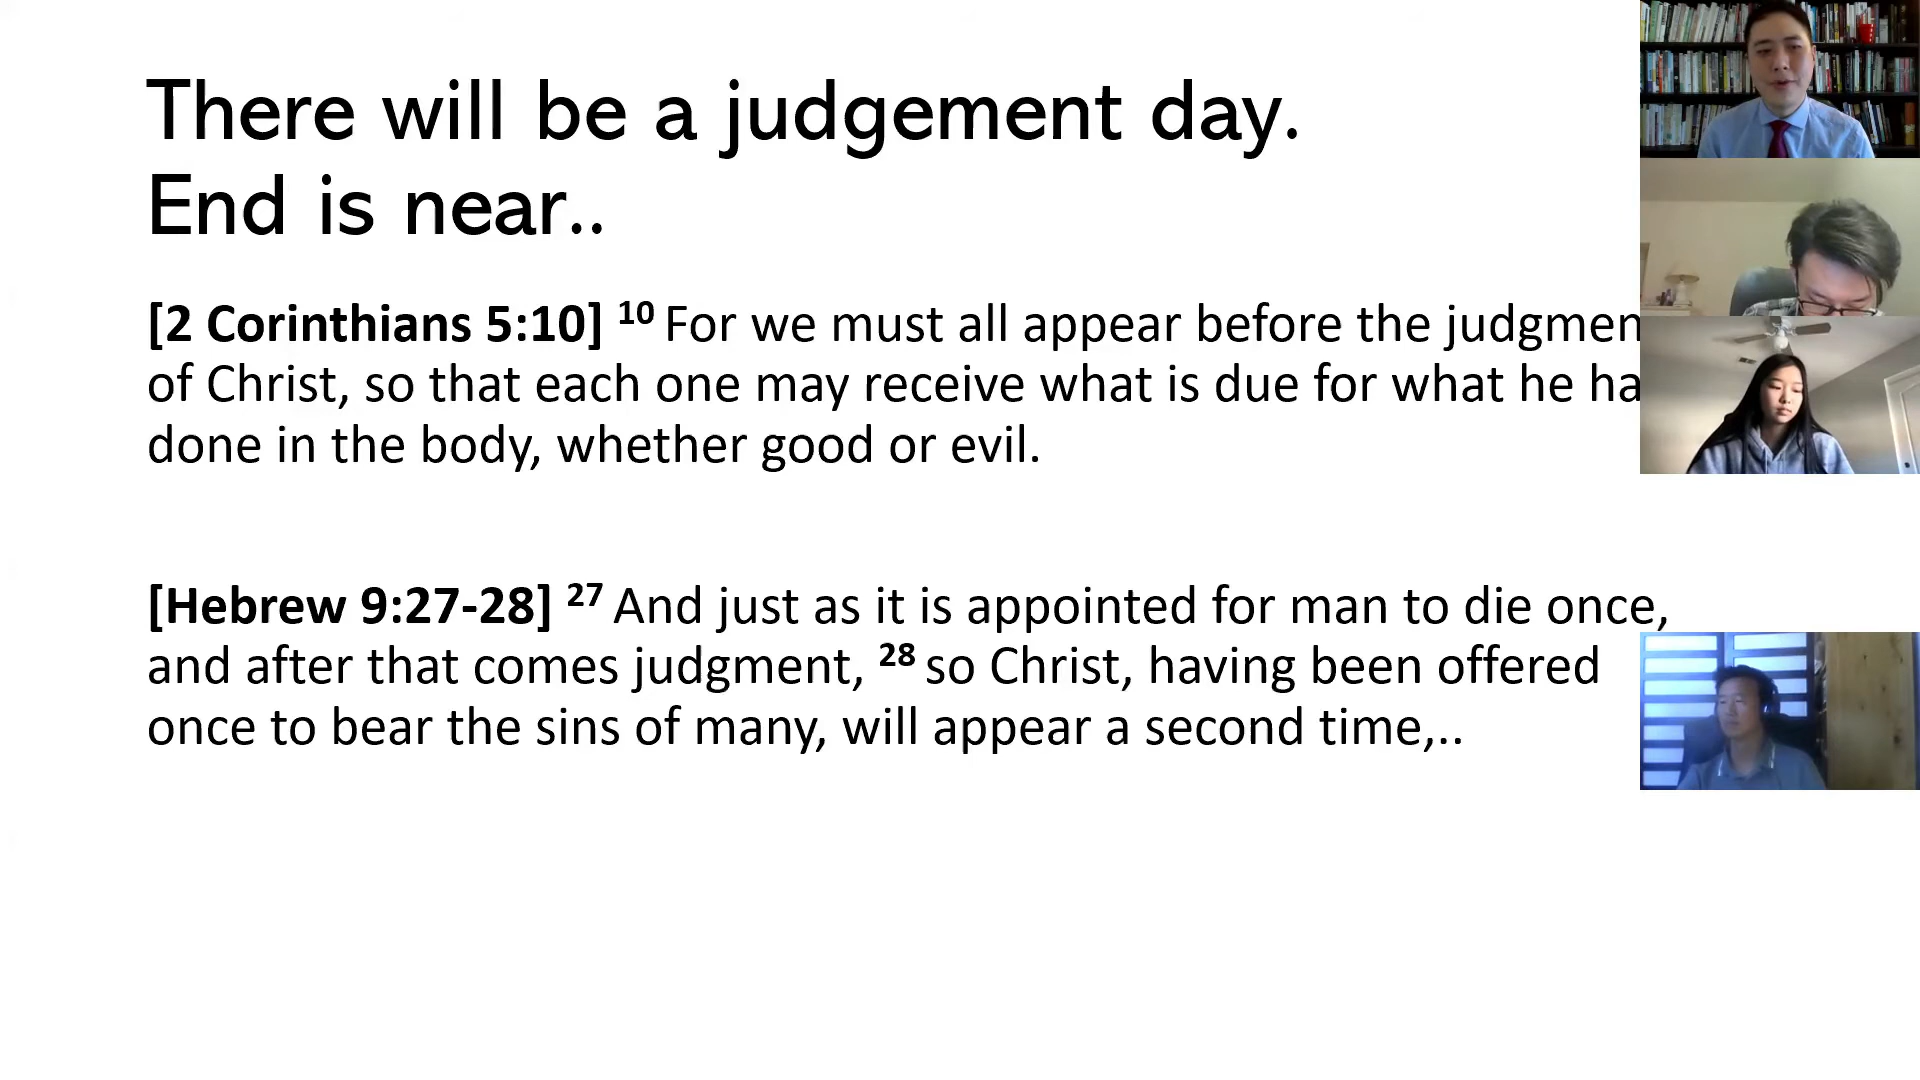 There will be a judgement day.
End is near..
[2 Corinthians 5:10] 10 For we must all appear before the judgmen
of Christ, so that each one may receive what is due for what he ha
done in the body, whether good or evil.
[Hebrew 9:27-28] 27 And just as it is appointed for man to die once,
and after that comes judgment, 28 so Christ, having been offered
once to bear the sins of many, will appear a second time,..